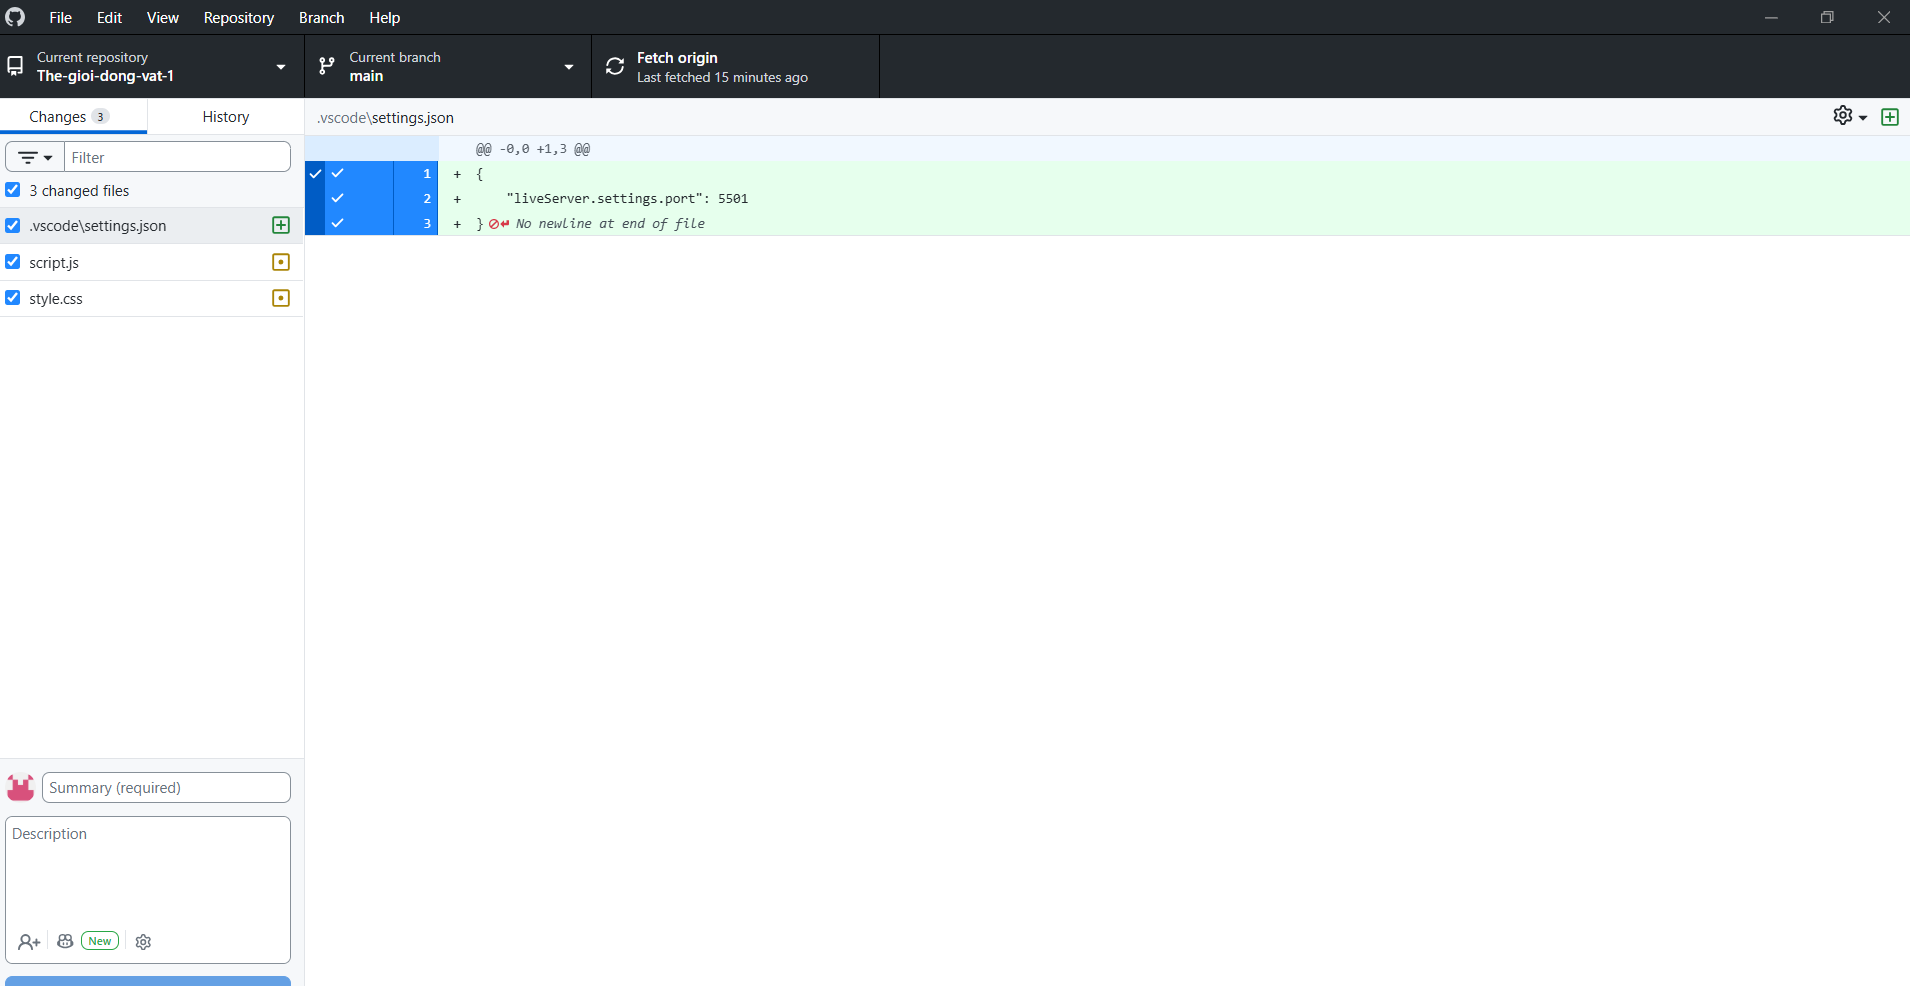 File Edit View Repository Branch Help
Current repository
The-gioi-dong-vat-1
Current branch
main
Fetch origin
Last fetched 15 minutes ago
Changes 3
History
.vscode\settings.json
Filter
3 changed files
.vscode\settings.json
script.js
style.css
@@ -0,0 +1,3 @@
1 + {
2 + "liveServer.settings.port": 5501
3 + } No newline at end of file
Summary (required)
Description
New